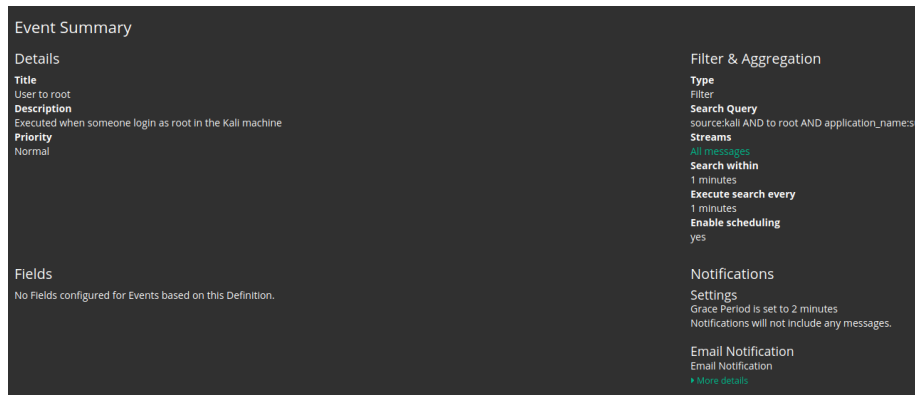 Event Summary
Details
Title
User to root
Description
Executed when someone login as root in the Kali machine
Priority
Normal
Filter & Aggregation
Type
Filter
Search Query
source:kali AND to root AND application_name:s
Streams
All messages
Search within
1 minutes
Execute search every
1 minutes
Enable scheduling
yes
Fields
No Fields configured for Events based on this Definition.
Notifications
Settings
Grace Period is set to 2 minutes
Notifications will not include any messages.
Email Notification
Email Notification
More details